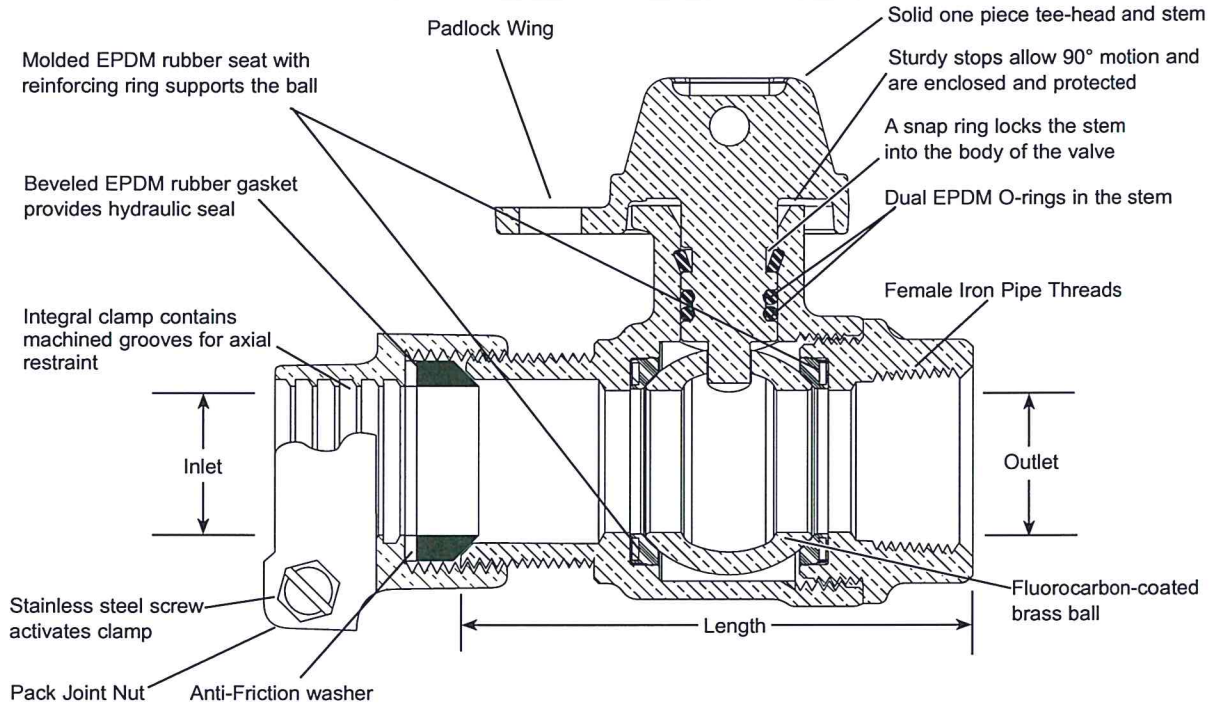 Padlock Wing
Solid one piece tee-head and stem
Molded EPDM rubber seat with
reinforcing ring supports the ball
Sturdy stops allow 90° motion and
are enclosed and protected
A snap ring locks the stem
into the body of the valve
Beveled EPDM rubber gasket
provides hydraulic seal
Dual EPDM O-rings in the stem
Integral clamp contains
machined grooves for axial
restraint
Female Iron Pipe Threads
Inlet
Outlet
Stainless steel screw
activates clamp
Fluorocarbon-coated
brass ball
Length
Pack Joint Nut
Anti-Friction washer